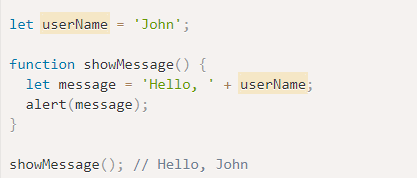 let userName = 'John';
function showMessage() {
let message = 'Hello, ' + userName;
alert(message);
}
showMessage(); // Hello, John